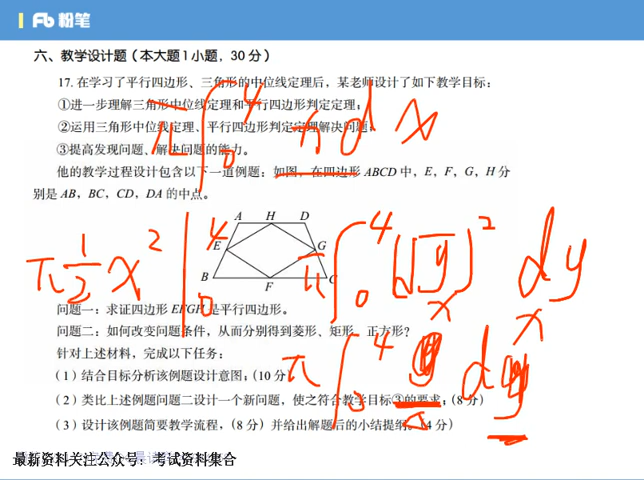 Fb 粉笔
六、教学设计题（本大题1小题，30分）
17. 在学习了平行四边形、三角形的中位线定理后，某老师设计了如下教学目标：
①进一步理解三角形中位线定理和平行四边形判定定理；
②运用三角形中位线定理、平行四边形判定定理解决问题
③提高发现问题、解决问题的能力。
他的教学过程设计包含以下一道例题：如图，在四边形 ABCD 中，E，F，G，H 分
别是 AB，BC，CD，DA 的中点。
π∫₀⁴ x d x
A H D
E G
B F C
π 1/2 x² |₀⁴
π∫₀⁴ (√y)² dy
x x
问题一：求证四边形 EFGH 是平行四边形。
问题二：如何改变问题条件，从而分别得到菱形、矩形、正方形？
针对上述材料，完成以下任务：
（1）结合目标分析该例题设计意图；（10分
（2）类比上述例题问题二设计一个新问题，使之符合教学目标③的要求；（8分）
（3）设计该例题简要教学流程，（8分）并给出解题后的小结提纲。（4分）
π∫₀⁴ y dy
最新资料关注公众号：考试资料集合